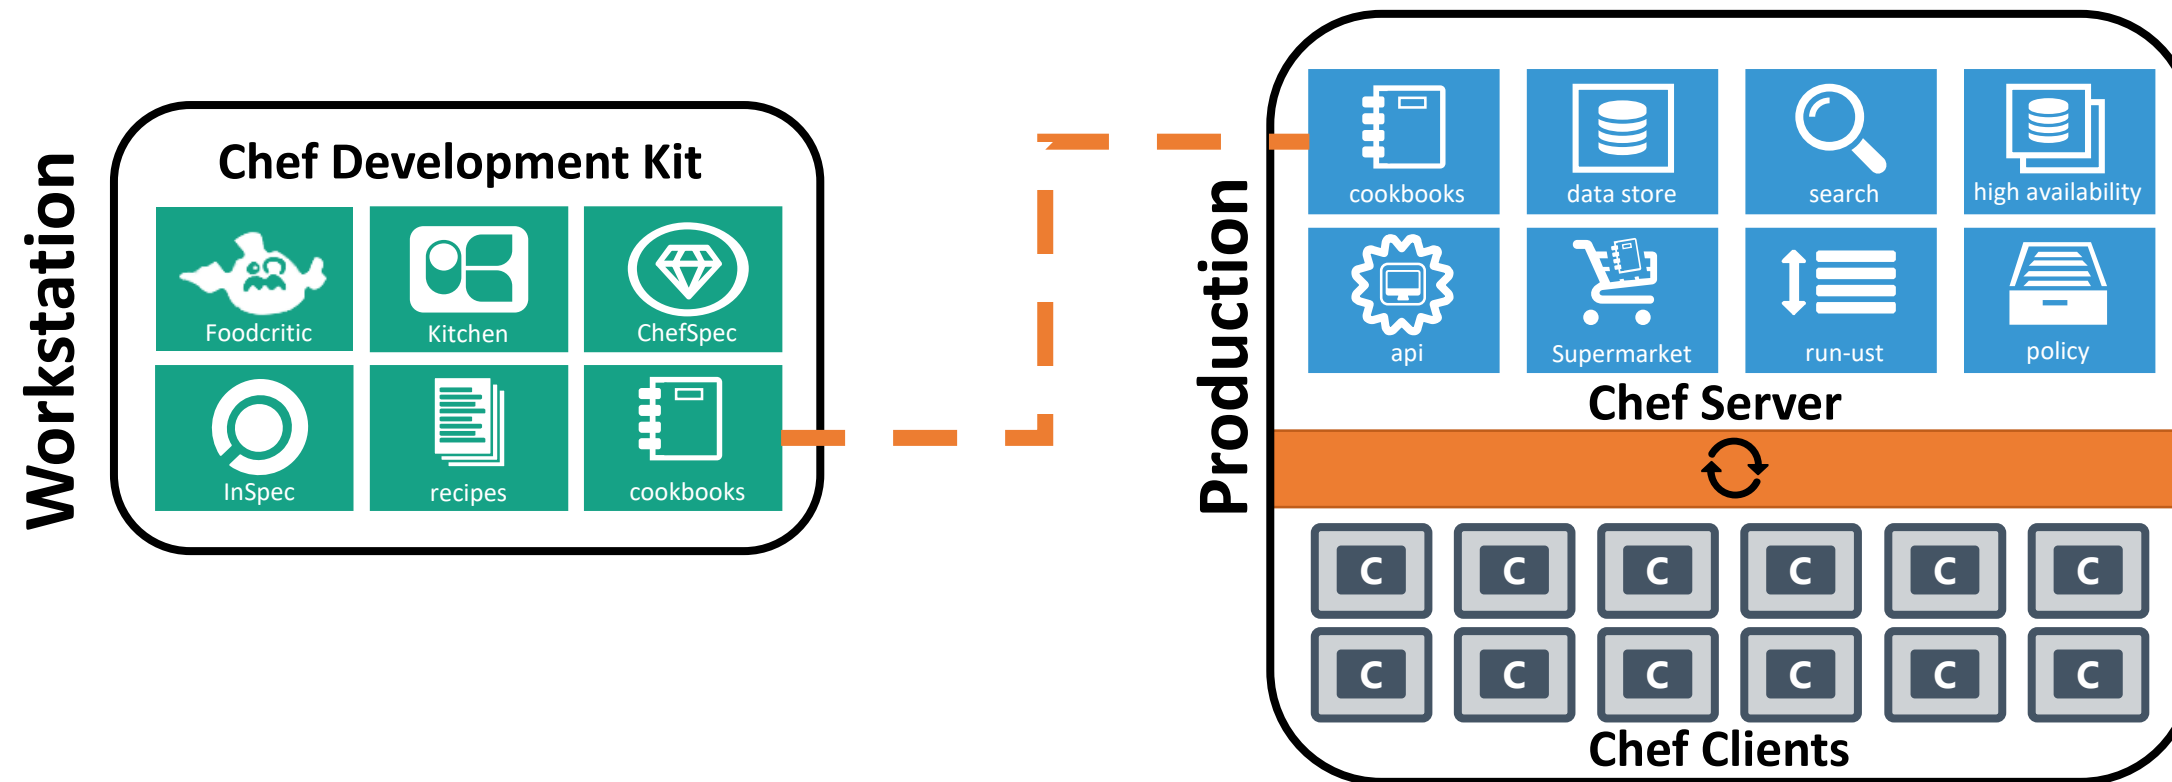 Workstation
Chef Development Kit
Foodcritic
Kitchen
ChefSpec
InSpec
recipes
cookbooks
Production
cookbooks
data store
search
high availability
api
Supermarket
run-ust
policy
Chef Server
C C C C C C
C C C C C C
Chef Clients